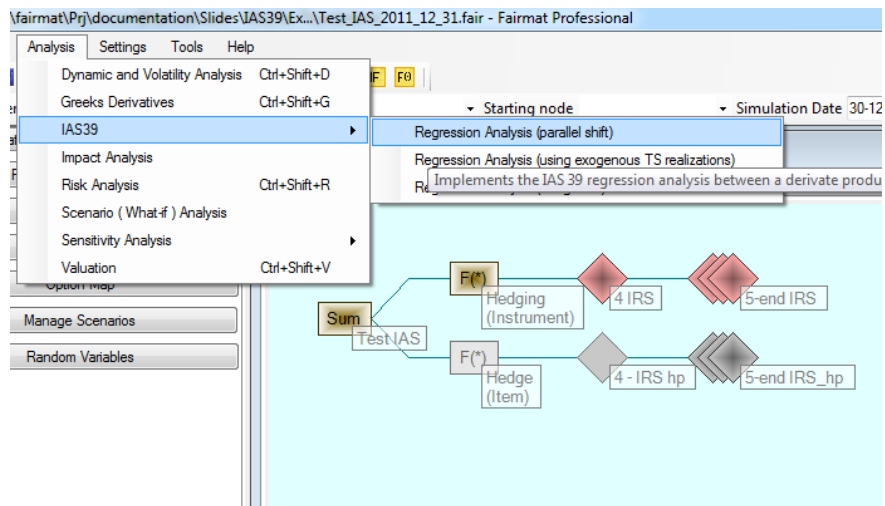 \fairmat\Prj\documentation\Slides\IAS39\Ex...\Test_IAS_2011_12_31.fair - Fairmat Professional
Analysis Settings Tools Help
Dynamic and Volatility Analysis Ctrl+Shift+D
Fθ
Greeks Derivatives Ctrl+Shift+G
Starting node Simulation Date 30-12
IAS39
Regression Analysis (parallel shift)
Impact Analysis
Regression Analysis (using exogenous TS realizations)
Risk Analysis Ctrl+Shift+R
Implements the IAS 39 regression analysis between a derivate produ
Scenario ( What-if ) Analysis
Sensitivity Analysis
Valuation Ctrl+Shift+V
Option Map
Manage Scenarios
Random Variables
Sum
Test IAS
F(*)
Hedging
(Instrument)
4 IRS
5-end IRS
F(*)
Hedge
(Item)
4 - IRS hp
5-end IRS_hp